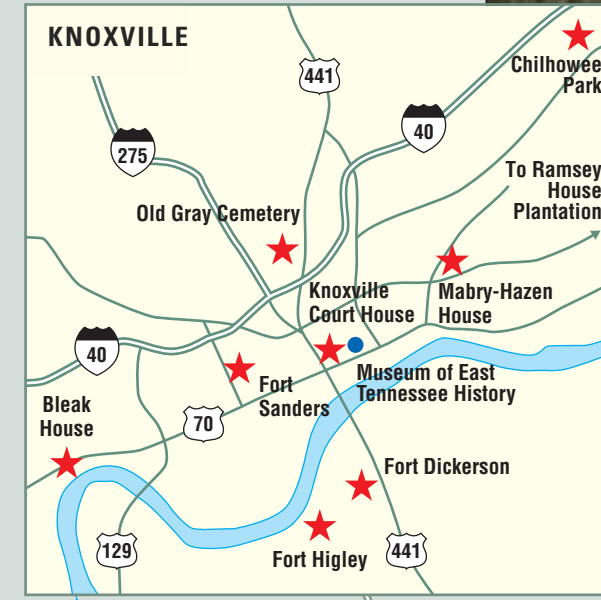 KNOXVILLE
Chilhowee
Park
441
40
275
To Ramsey
House
Plantation
Old Gray Cemetery
Knoxville
Court House
Mabry-Hazen
House
40
Museum of East
Tennessee History
Fort
Sanders
Bleak
House
70
Fort Dickerson
Fort Higley
129
441